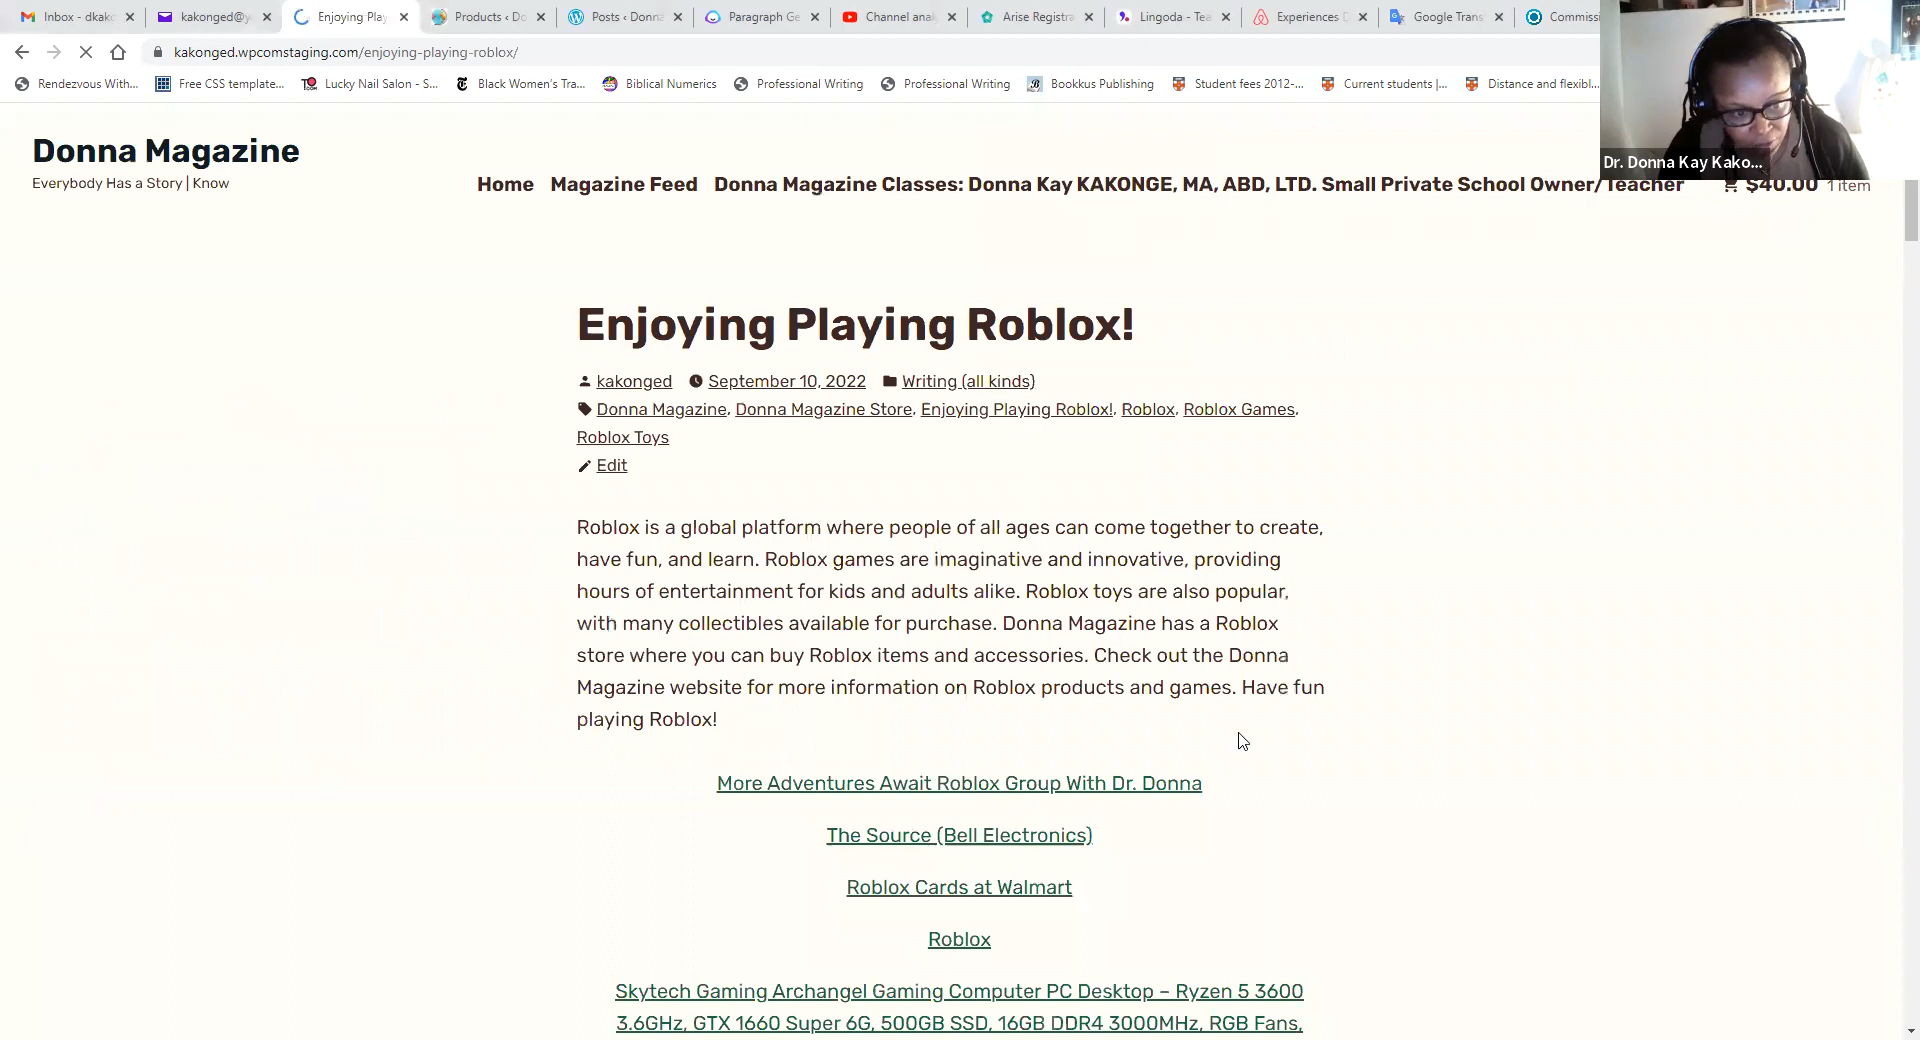 Inbox - dkako
kakonged@y
Enjoying Play
Products ‹ Do
Posts ‹ Donna
Paragraph Ge
Channel anal
Arise Registra
Lingoda - Tea
Experiences D
Google Trans
Commissi
kakonged.wpcomstaging.com/enjoying-playing-roblox/
Rendezvous With...
Free CSS template...
Lucky Nail Salon - S...
Black Women's Tra...
Biblical Numerics
Professional Writing
Professional Writing
Bookkus Publishing
Student fees 2012-...
Current students |...
Distance and flexibl...
Dr. Donna Kay Kako...
Donna Magazine
Everybody Has a Story | Know
Home Magazine Feed Donna Magazine Classes: Donna Kay KAKONGE, MA, ABD, LTD. Small Private School Owner/Teacher $40.00 1 item
Enjoying Playing Roblox!
kakonged September 10, 2022 Writing (all kinds)
Donna Magazine, Donna Magazine Store, Enjoying Playing Roblox!, Roblox, Roblox Games,
Roblox Toys
Edit
Roblox is a global platform where people of all ages can come together to create,
have fun, and learn. Roblox games are imaginative and innovative, providing
hours of entertainment for kids and adults alike. Roblox toys are also popular,
with many collectibles available for purchase. Donna Magazine has a Roblox
store where you can buy Roblox items and accessories. Check out the Donna
Magazine website for more information on Roblox products and games. Have fun
playing Roblox!
More Adventures Await Roblox Group With Dr. Donna
The Source (Bell Electronics)
Roblox Cards at Walmart
Roblox
Skytech Gaming Archangel Gaming Computer PC Desktop – Ryzen 5 3600
3.6GHz, GTX 1660 Super 6G, 500GB SSD, 16GB DDR4 3000MHz, RGB Fans,